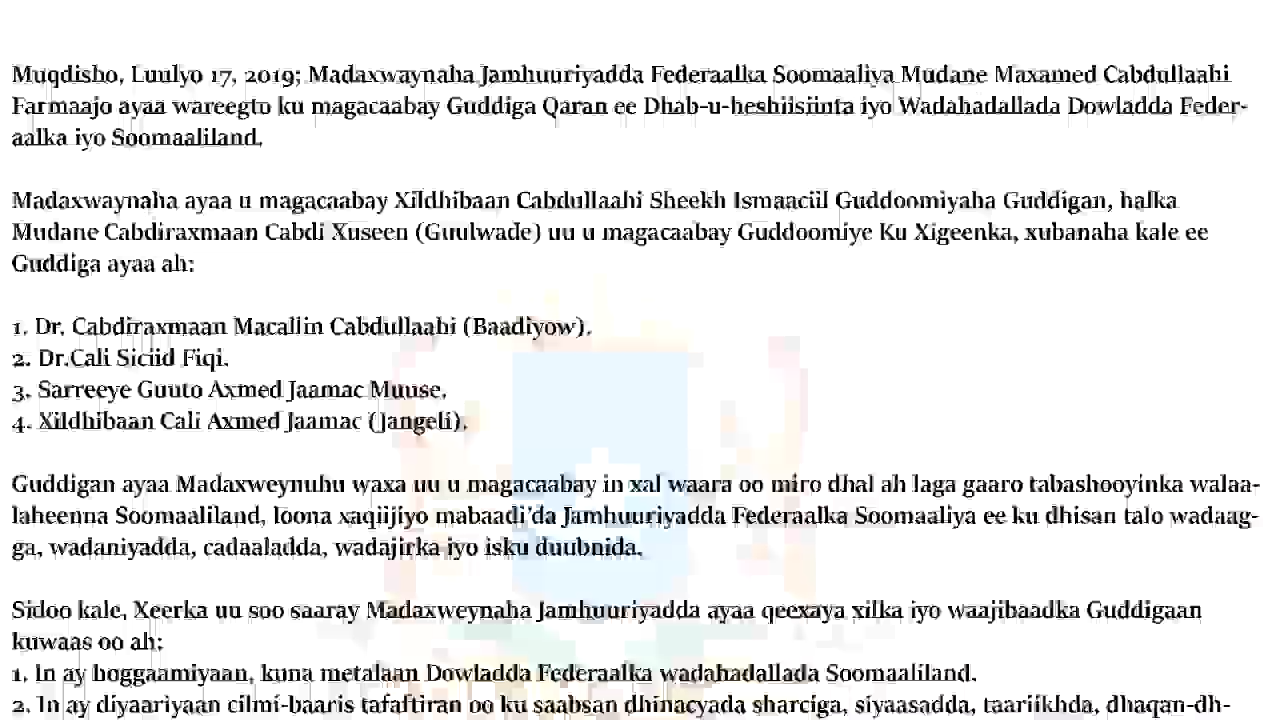 Muqdisho, Luulyo 17, 2019; Madaxwaynaha Jamhuuriyadda Federaalka Soomaaliya Mudane Maxamed Cabdullaahi
Farmaajo ayaa wareegto ku magacaabay Guddiga Qaran ee Dhab-u-heshiisiinta iyo Wadahadallada Dowladda Feder-
aalka iyo Soomaaliland.
Madaxwaynaha ayaa u magacaabay Xildhibaan Cabdullaahi Sheekh Ismaaciil Guddoomiyaha Guddigan, halka
Mudane Cabdiraxmaan Cabdi Xuseen (Guulwade) uu u magacaabay Guddoomiye Ku Xigeenka, xubanaha kale ee
Guddiga ayaa ah:
1. Dr. Cabdiraxmaan Macallin Cabdullaahi (Baadiyow).
2. Dr.Cali Siciid Fiqi.
3. Sarreeye Guuto Axmed Jaamac Muuse.
4. Xildhibaan Cali Axmed Jaamac (Jangeli).
Guddigan ayaa Madaxweynuhu waxa uu u magacaabay in xal waara oo miro dhal ah laga gaaro tabashooyinka walaa-
laheenna Soomaaliland, loona xaqiijiyo mabaadi'da Jamhuuriyadda Federaalka Soomaaliya ee ku dhisan talo wadaag-
ga, wadaniyadda, cadaaladda, wadajirka iyo isku duubnida.
Sidoo kale, Xeerka uu soo saaray Madaxweynaha Jamhuuriyadda ayaa qeexaya xilka iyo waajibaadka Guddigaan
kuwaas oo ah:
1. In ay hoggaamiyaan, kuna metalaan Dowladda Federaalka wadahadallada Soomaaliland.
2. In ay diyaariyaan cilmi-baaris tafaftiran oo ku saabsan dhinacyada sharciga, siyaasadda, taariikhda, dhaqan-dh-